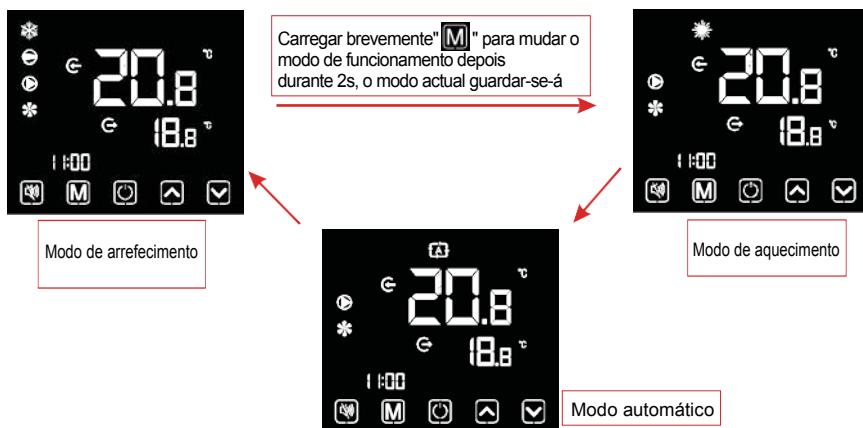 20.8 ℃
18.8 ℃
11:00
M
Carregar brevemente" M " para mudar o
modo de funcionamento depois
durante 2s, o modo actual guardar-se-á
20.8 ℃
18.8 ℃
11:00
M
Modo de arrefecimento
Modo de aquecimento
A
20.8 ℃
18.8 ℃
11:00
M
Modo automático